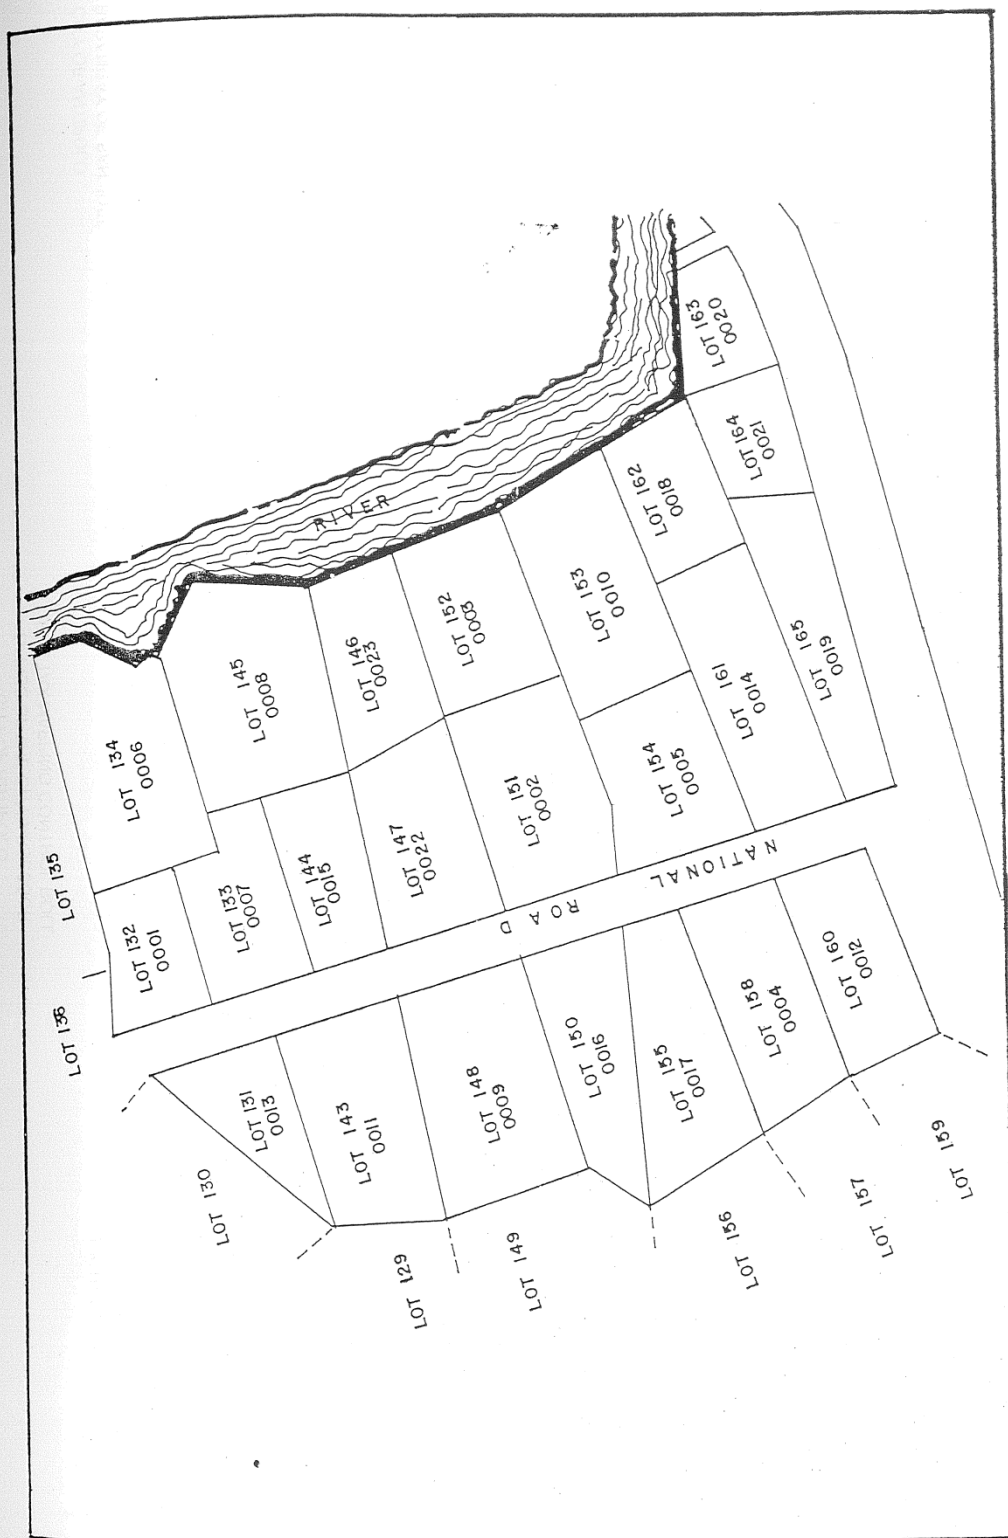 LOT 135
LOT 136
LOT 134
0006
LOT 132
0001
LOT 133
0007
LOT 145
0008
LOT 144
0015
LOT 146
0023
LOT 147
0022
LOT 152
0003
LOT 151
0002
LOT 153
0010
LOT 154
0005
LOT 162
0018
LOT 161
0014
LOT 163
0020
LOT 164
0021
LOT 165
0019
RIVER
NATIONAL ROAD
LOT 131
0013
LOT 143
0011
LOT 148
0009
LOT 150
0016
LOT 155
0017
LOT 158
0004
LOT 160
0012
LOT 130
LOT 129
LOT 149
LOT 156
LOT 157
LOT 159